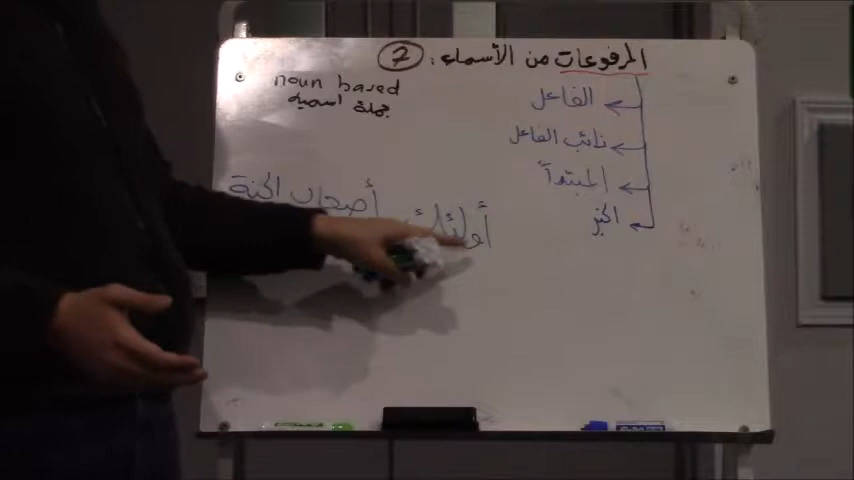 المرفوعات من الأسماء : 7
الفاعل
نائب الفاعل
المبتدأ
الخبر
noun based
جملة اسمية
أولئك أصحاب الجنة